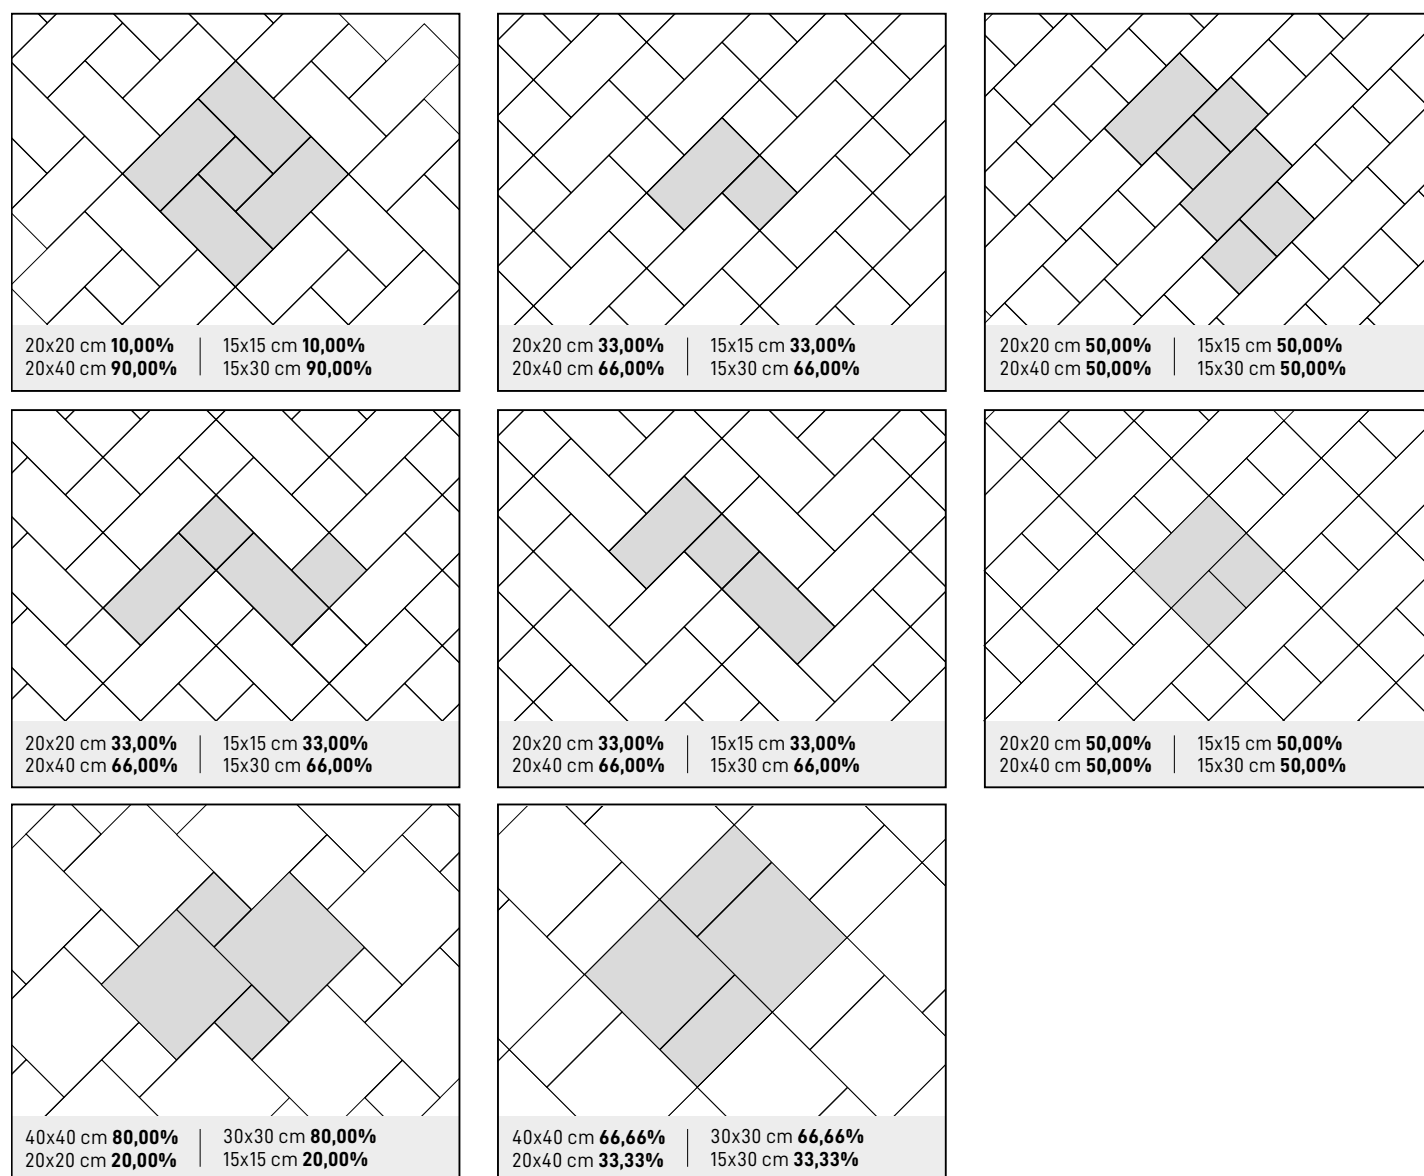 20x20 cm 10,00% | 15x15 cm 10,00%
20x40 cm 90,00% | 15x30 cm 90,00%
20x20 cm 33,00% | 15x15 cm 33,00%
20x40 cm 66,00% | 15x30 cm 66,00%
20x20 cm 50,00% | 15x15 cm 50,00%
20x40 cm 50,00% | 15x30 cm 50,00%
20x20 cm 33,00% | 15x15 cm 33,00%
20x40 cm 66,00% | 15x30 cm 66,00%
20x20 cm 33,00% | 15x15 cm 33,00%
20x40 cm 66,00% | 15x30 cm 66,00%
20x20 cm 50,00% | 15x15 cm 50,00%
20x40 cm 50,00% | 15x30 cm 50,00%
40x40 cm 80,00% | 30x30 cm 80,00%
20x20 cm 20,00% | 15x15 cm 20,00%
40x40 cm 66,66% | 30x30 cm 66,66%
20x40 cm 33,33% | 15x30 cm 33,33%